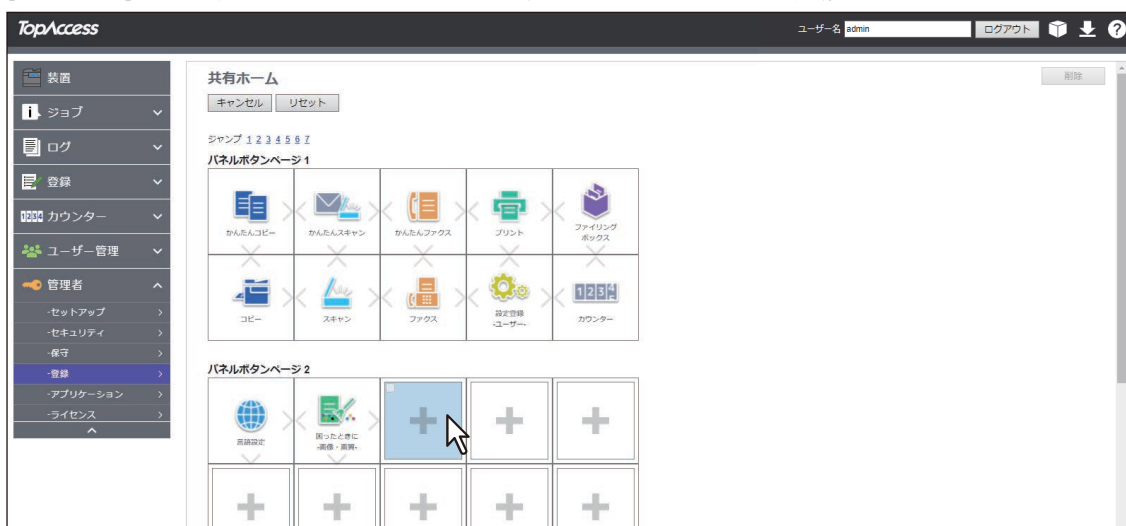 TopAccess
ユーザー名 admin ログアウト ?
装置
共有ホーム
削除
キャンセル リセット
ジョブ
ログ
登録
カウンター
ユーザー管理
管理者
-セットアップ
-セキュリティ
-保守
-登録
-アプリケーション
-ライセンス
ジャンプ 1 2 3 4 5 6 7
パネルボタンページ 1
かんたんコピー かんたんスキャン かんたんファクス プリント ファイリング
ボックス
コピー スキャン ファクス 設定登録
-ユーザー-
カウンター
パネルボタンページ 2
言語設定 困ったときに
-画像・画質-